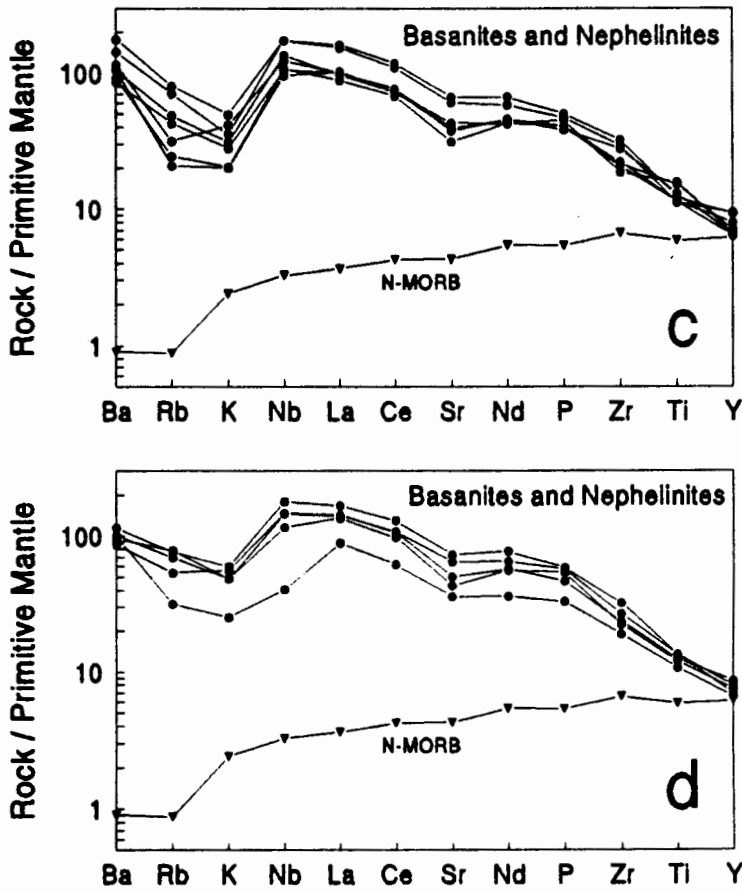 Basanites and Nephelinites
Rock / Primitive Mantle
100
10
1
N-MORB
c
Ba Rb K Nb La Ce Sr Nd P Zr Ti Y
Basanites and Nephelinites
Rock / Primitive Mantle
100
10
1
N-MORB
d
Ba Rb K Nb La Ce Sr Nd P Zr Ti Y